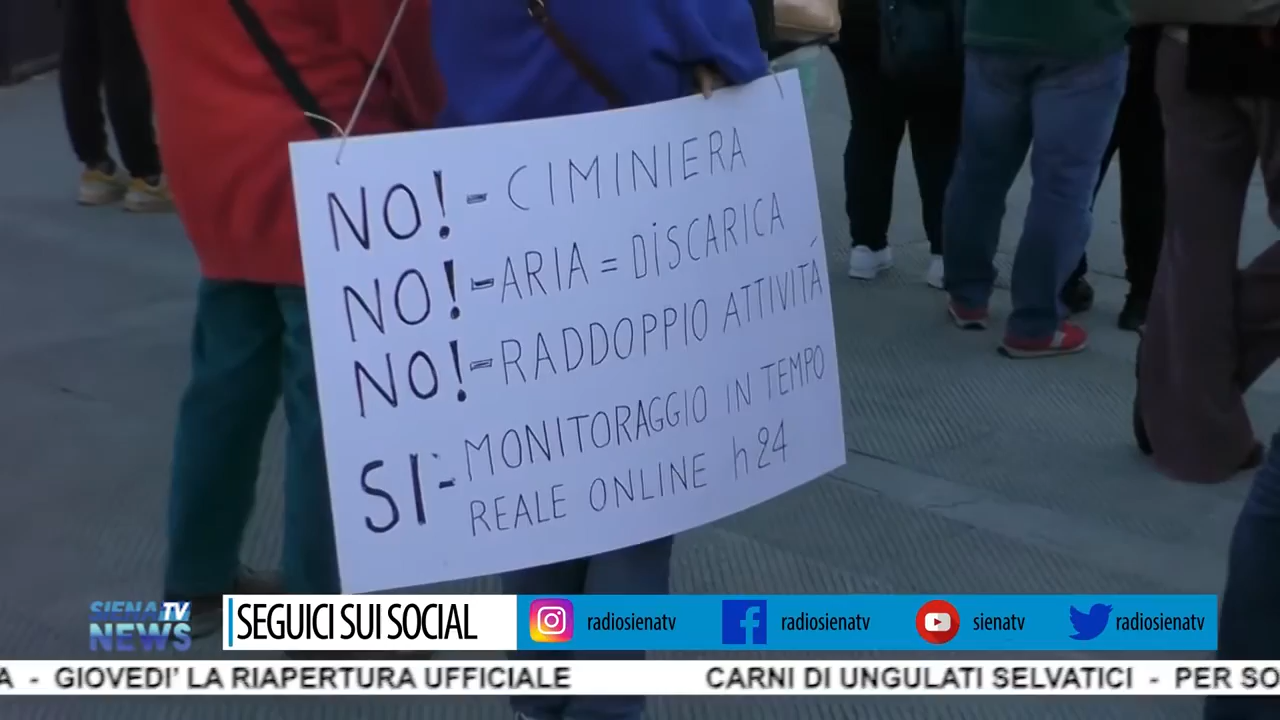 NO! - CIMINIERA
NO! - ARIA = DiSCARICA
NO! - RADDOPPIO ATTIVITÁ
SI - MONITORAGGIO IN TEMPO
REALE ONLINE h24
SIENA TV
NEWS
SEGUICI SUI SOCIAL
radiosienatv
radiosienatv
sienatv
radiosienatv
A - GIOVEDI' LA RIAPERTURA UFFICIALE
CARNI DI UNGULATI SELVATICI - PER SO